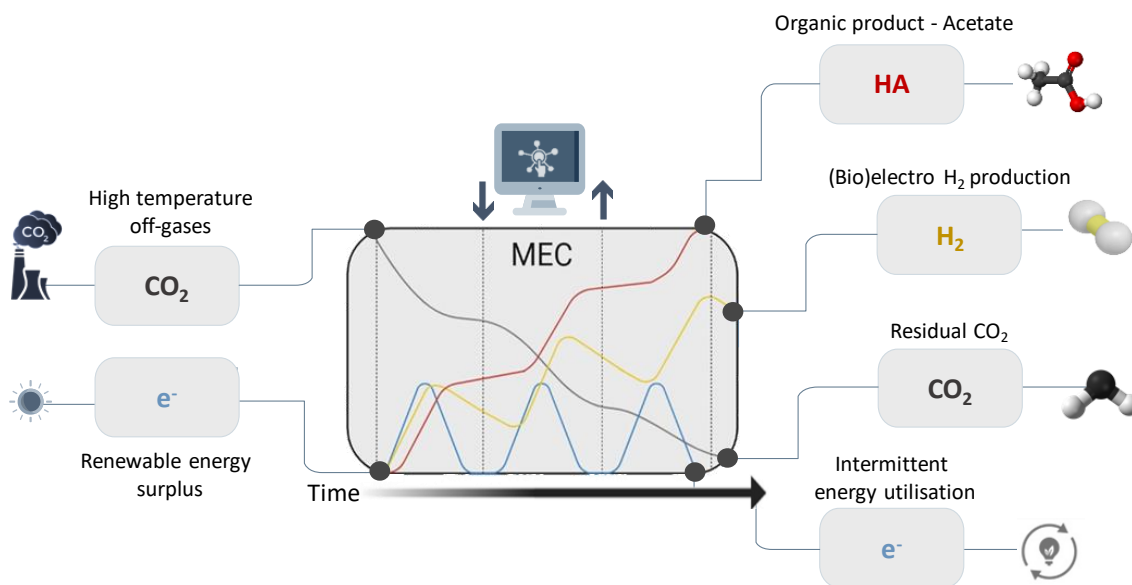 Organic product - Acetate
HA
(Bio)electro H₂ production
H₂
High temperature
off-gases
CO₂
CO₂
MEC
Residual CO₂
CO₂
e⁻
Renewable energy
surplus
Time
Intermittent
energy utilisation
e⁻